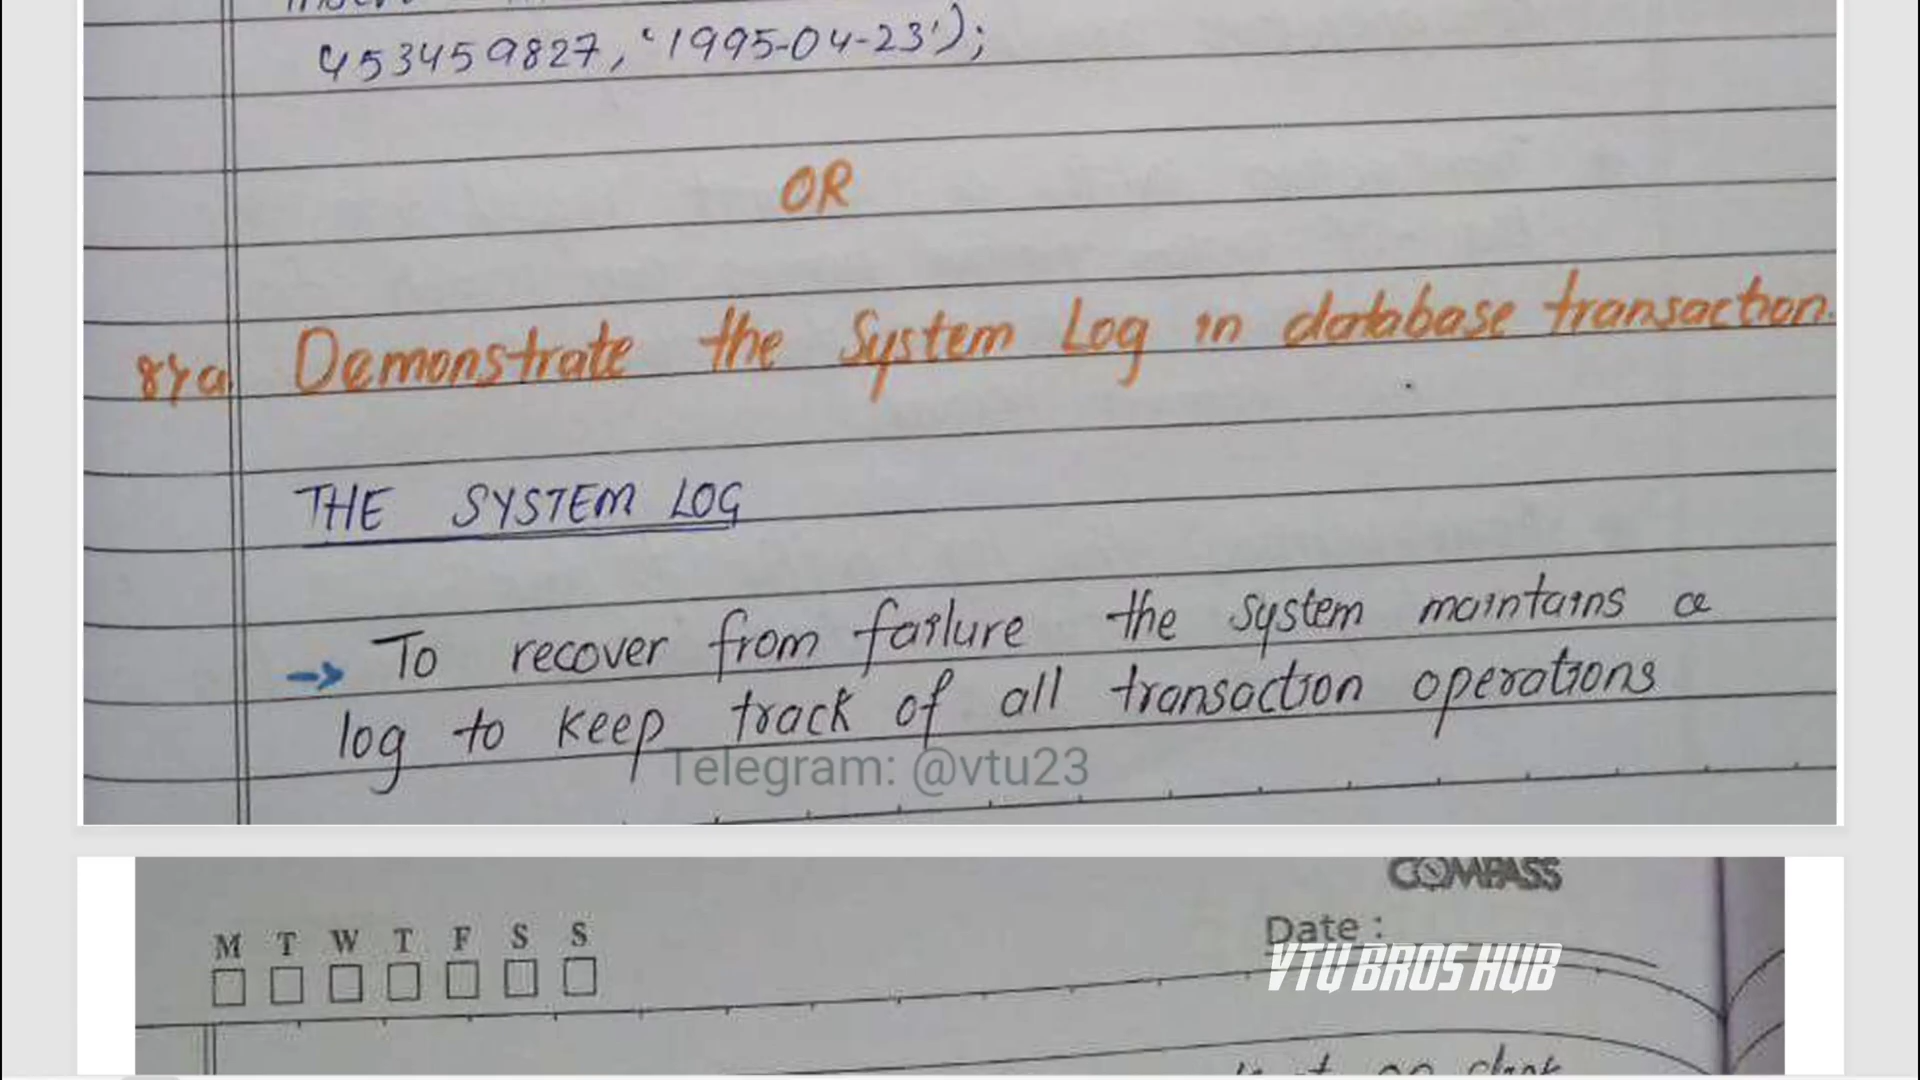 453459827, '1995-04-23');
OR
8> a Demonstrate the System Log in database transaction.
THE SYSTEM LOG
→ To recover from failure the system maintains a
log to keep track of all transaction operations
Telegram: @vtu23
COMPASS
M T W T F S S
Date :
VTU BROS HUB